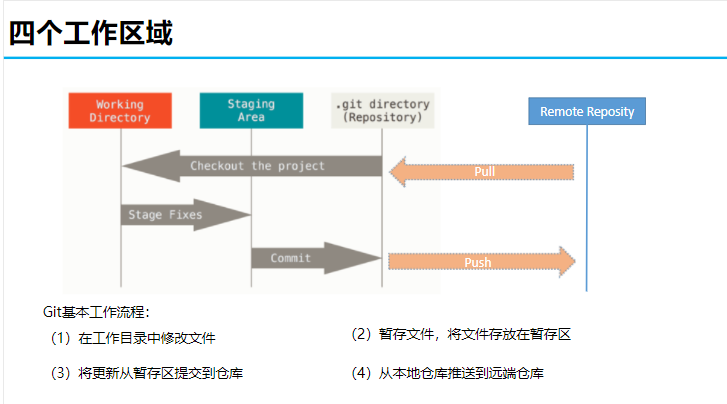 四个工作区域
Working
Directory
Staging
Area
.git directory
(Repository)
Remote Reposity
Checkout the project
Pull
Stage Fixes
Commit
Push
Git基本工作流程：
（1）在工作目录中修改文件
（2）暂存文件，将文件存放在暂存区
（3）将更新从暂存区提交到仓库
（4）从本地仓库推送到远端仓库